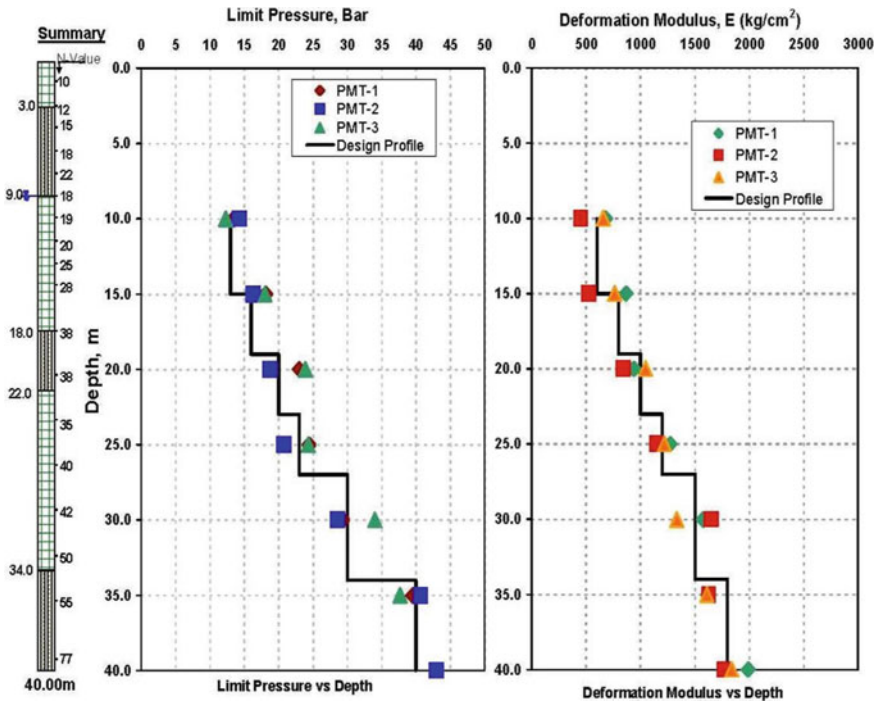 Summary
N-Value
10
3.0
12
15
18
22
9.0
18
19
20
25
28
18.0
38
38
22.0
35
40
42
50
34.0
55
77
40.00m
Limit Pressure, Bar
0 5 10 15 20 25 30 35 40 45 50
Depth, m
0.0
5.0
10.0
15.0
20.0
25.0
30.0
35.0
40.0
PMT-1
PMT-2
PMT-3
Design Profile
Limit Pressure vs Depth
Deformation Modulus, E (kg/cm²)
0 500 1000 1500 2000 2500 3000
0.0
5.0
10.0
15.0
20.0
25.0
30.0
35.0
40.0
PMT-1
PMT-2
PMT-3
Design Profile
Deformation Modulus vs Depth